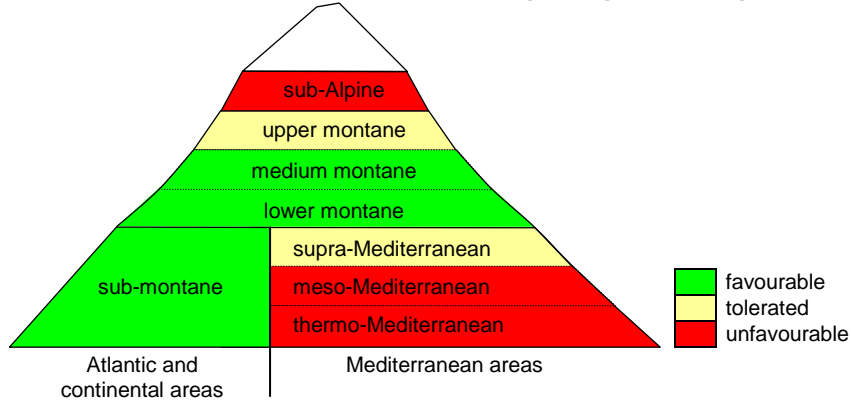 sub-Alpine
upper montane
medium montane
lower montane
supra-Mediterranean
sub-montane
meso-Mediterranean
thermo-Mediterranean
favourable
tolerated
unfavourable
Atlantic and
continental areas
Mediterranean areas